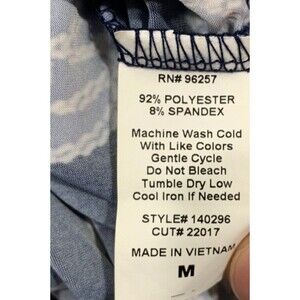 RN# 96257
92% POLYESTER
8% SPANDEX
Machine Wash Cold
With Like Colors
Gentle Cycle
Do Not Bleach
Tumble Dry Low
Cool Iron If Needed
STYLE# 140296
CUT# 22017
MADE IN VIETNAM
M